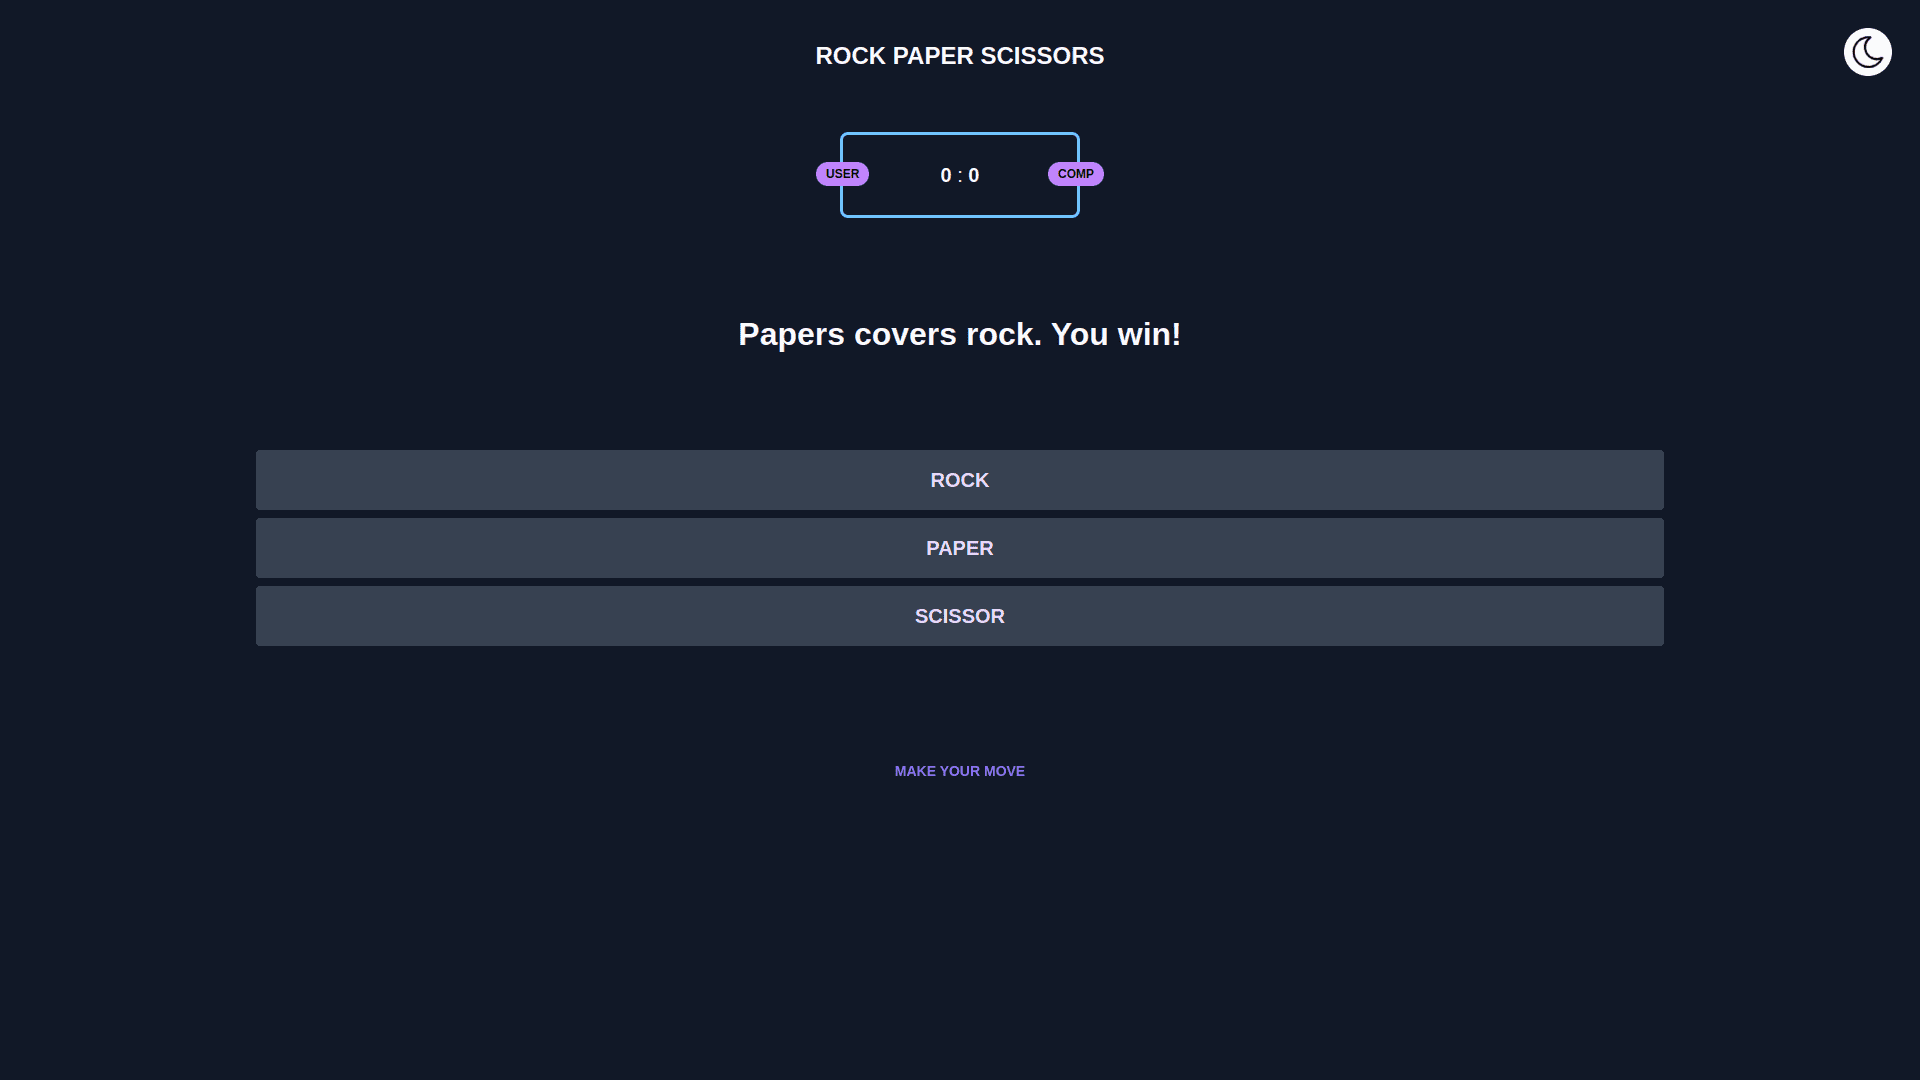 ROCK PAPER SCISSORS
USER 0 : 0 COMP
Papers covers rock. You win!
ROCK
PAPER
SCISSOR
MAKE YOUR MOVE